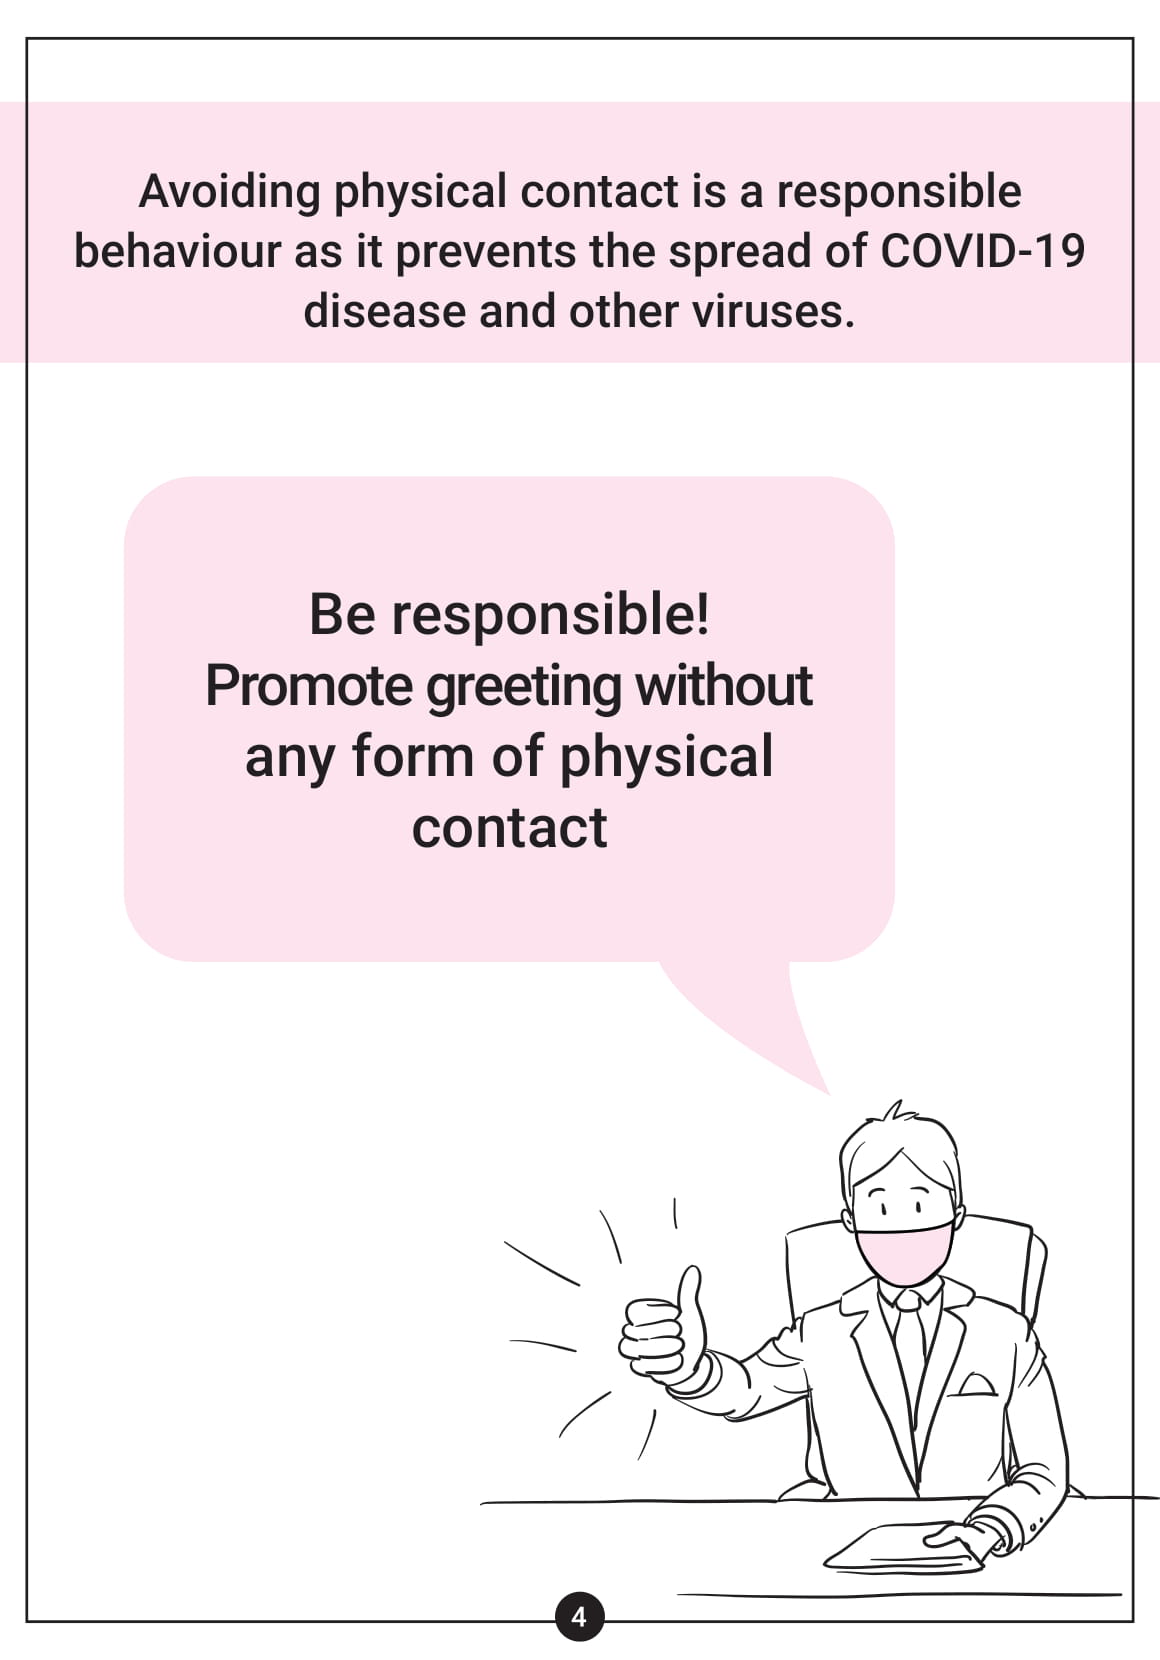 Avoiding physical contact is a responsible
behaviour as it prevents the spread of COVID-19
disease and other viruses.
Be responsible!
Promote greeting without
any form of physical
contact
4